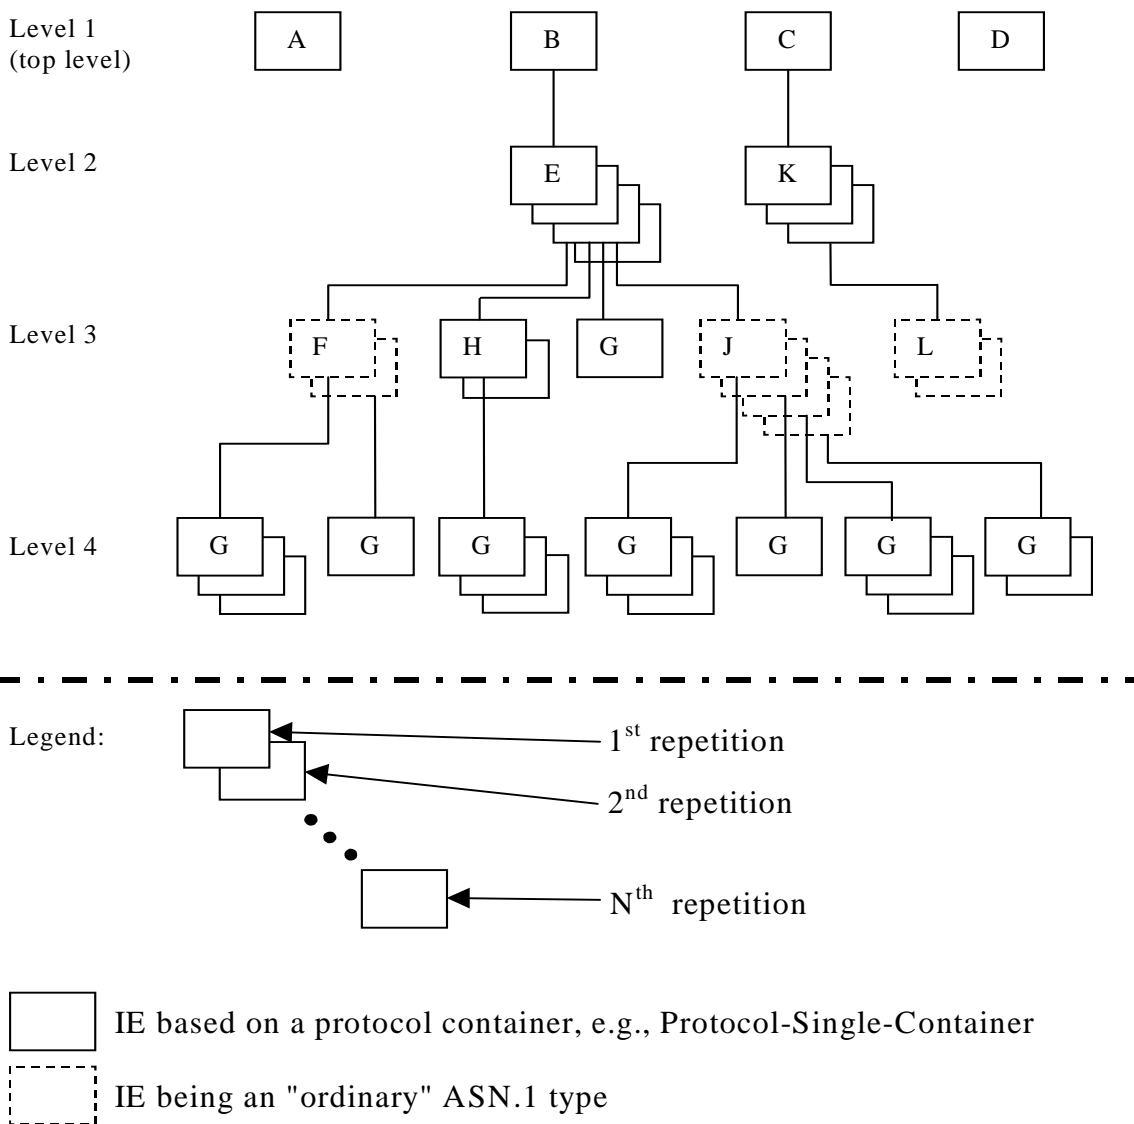 Level 1
(top level)
A
B
C
D
Level 2
E
K
Level 3
F
H
G
J
L
Level 4
G
G
G
G
G
G
G
Legend:
1st repetition
2nd repetition
Nth repetition
IE based on a protocol container, e.g., Protocol-Single-Container
IE being an "ordinary" ASN.1 type